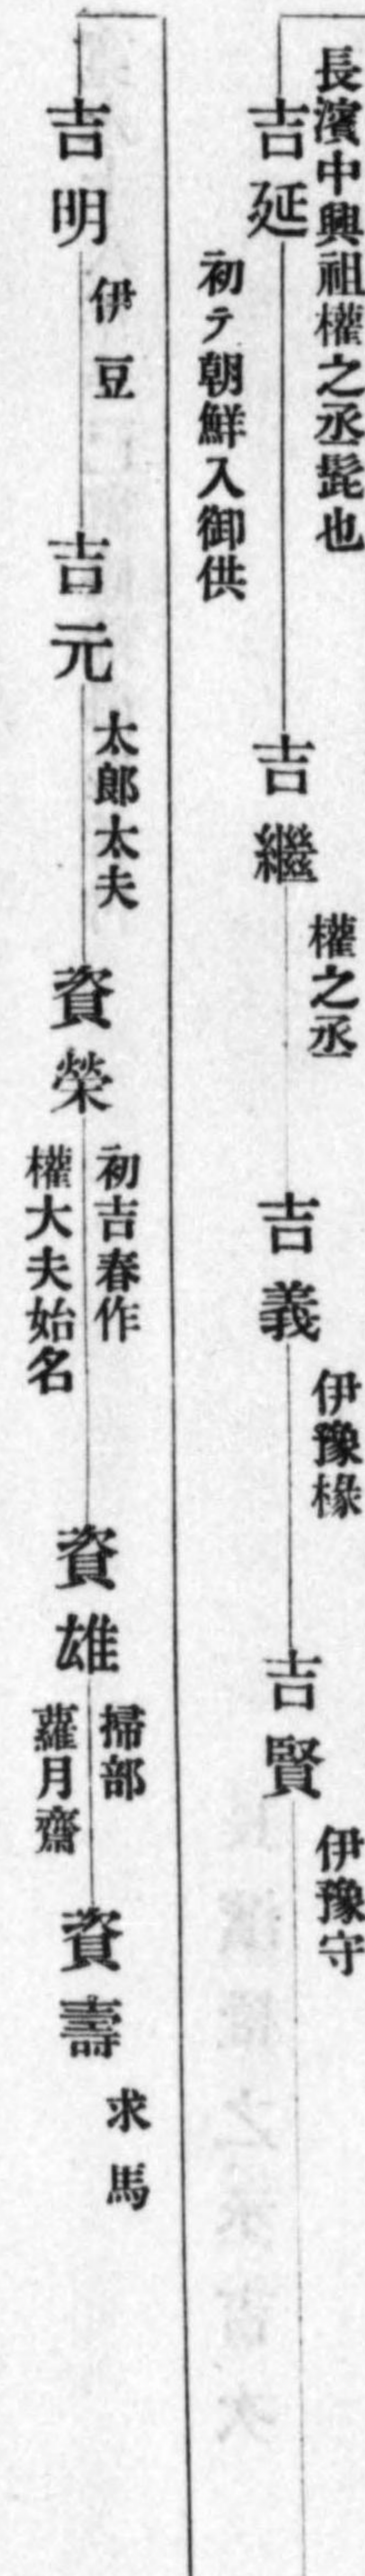 長濱中興祖權之丞髭也
吉延
初テ朝鮮入御供
吉繼
權之丞
吉義
伊豫椽
吉賢
伊豫守
吉明
伊豆
吉元
太郎太夫
資榮
初吉春作
權大夫始名
資雄
掃部
蘿月齋
資壽
求馬